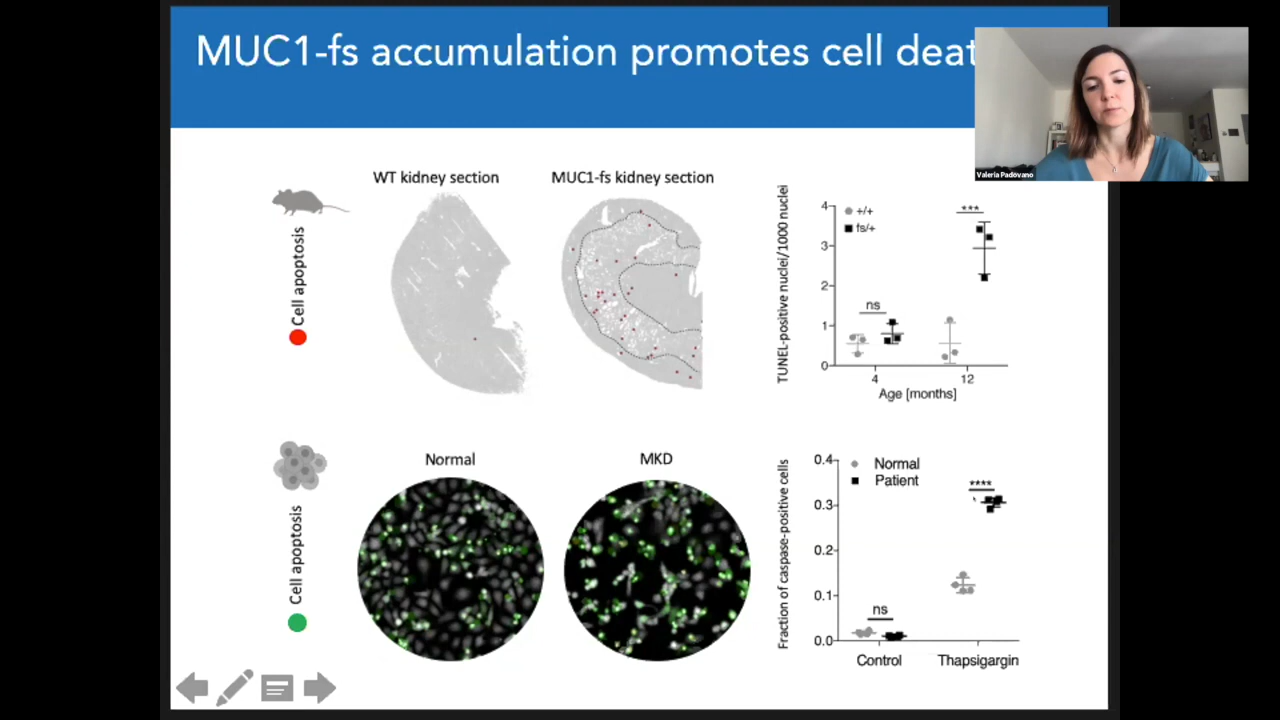 MUC1-fs accumulation promotes cell deat
Valeria Padovano
WT kidney section
MUC1-fs kidney section
Cell apoptosis
TUNEL-positive nuclei/1000 nuclei
4
3
2
1
0
+/+
fs/+
ns
***
4
12
Age [months]
Normal
MKD
Cell apoptosis
Fraction of caspase-positive cells
0.4
0.3
0.2
0.1
0.0
Normal
Patient
ns
****
Control
Thapsigargin